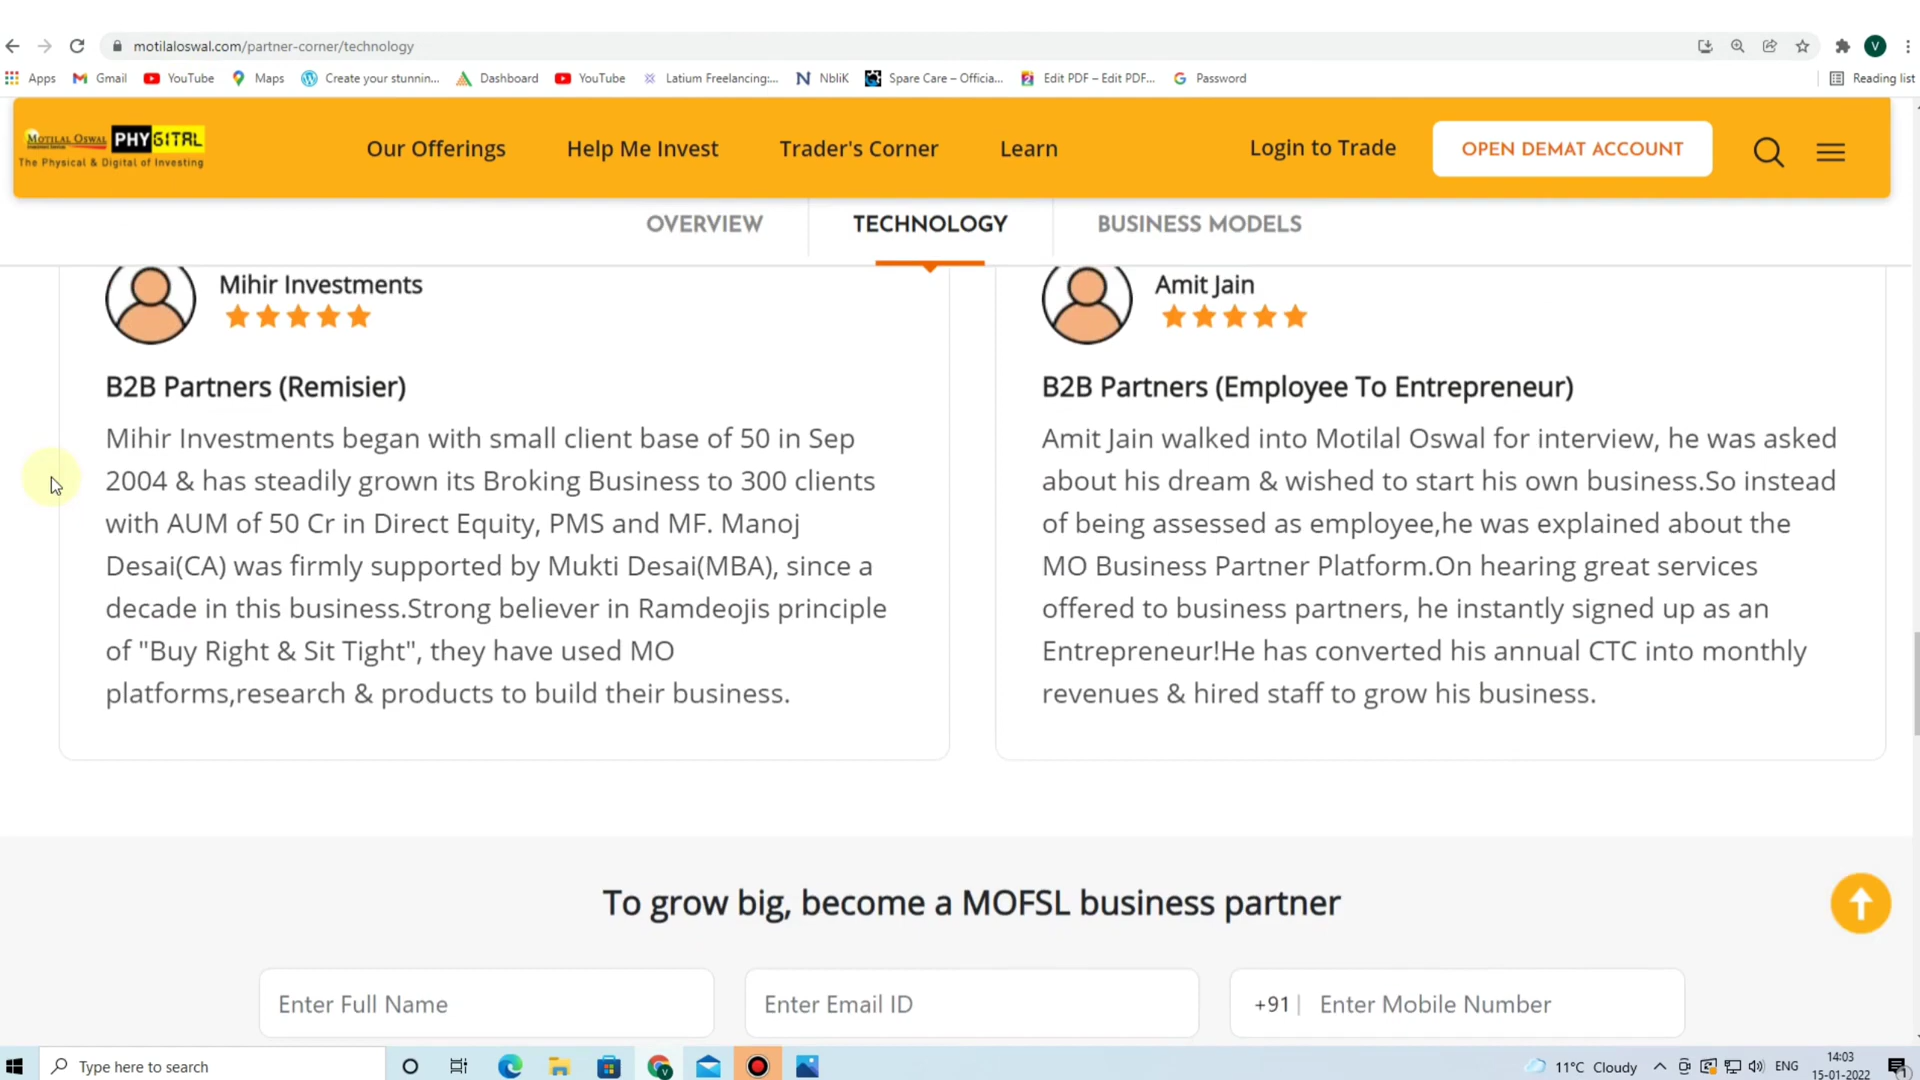 motilaloswal.com/partner-corner/technology
Apps Gmail YouTube Maps Create your stunnin... Dashboard YouTube Latium Freelancing:... NbliK Spare Care – Officia... Edit PDF – Edit PDF... Password Reading list
MOTILAL OSWAL PHYGITAL
The Physical & Digital of Investing
Our Offerings Help Me Invest Trader's Corner Learn Login to Trade OPEN DEMAT ACCOUNT
OVERVIEW TECHNOLOGY BUSINESS MODELS
Mihir Investments
B2B Partners (Remisier)
Mihir Investments began with small client base of 50 in Sep
2004 & has steadily grown its Broking Business to 300 clients
with AUM of 50 Cr in Direct Equity, PMS and MF. Manoj
Desai(CA) was firmly supported by Mukti Desai(MBA), since a
decade in this business.Strong believer in Ramdeojis principle
of "Buy Right & Sit Tight", they have used MO
platforms,research & products to build their business.
Amit Jain
B2B Partners (Employee To Entrepreneur)
Amit Jain walked into Motilal Oswal for interview, he was asked
about his dream & wished to start his own business.So instead
of being assessed as employee,he was explained about the
MO Business Partner Platform.On hearing great services
offered to business partners, he instantly signed up as an
Entrepreneur!He has converted his annual CTC into monthly
revenues & hired staff to grow his business.
To grow big, become a MOFSL business partner
Enter Full Name Enter Email ID +91 | Enter Mobile Number
Type here to search 11°C Cloudy ENG 14:03
15-01-2022